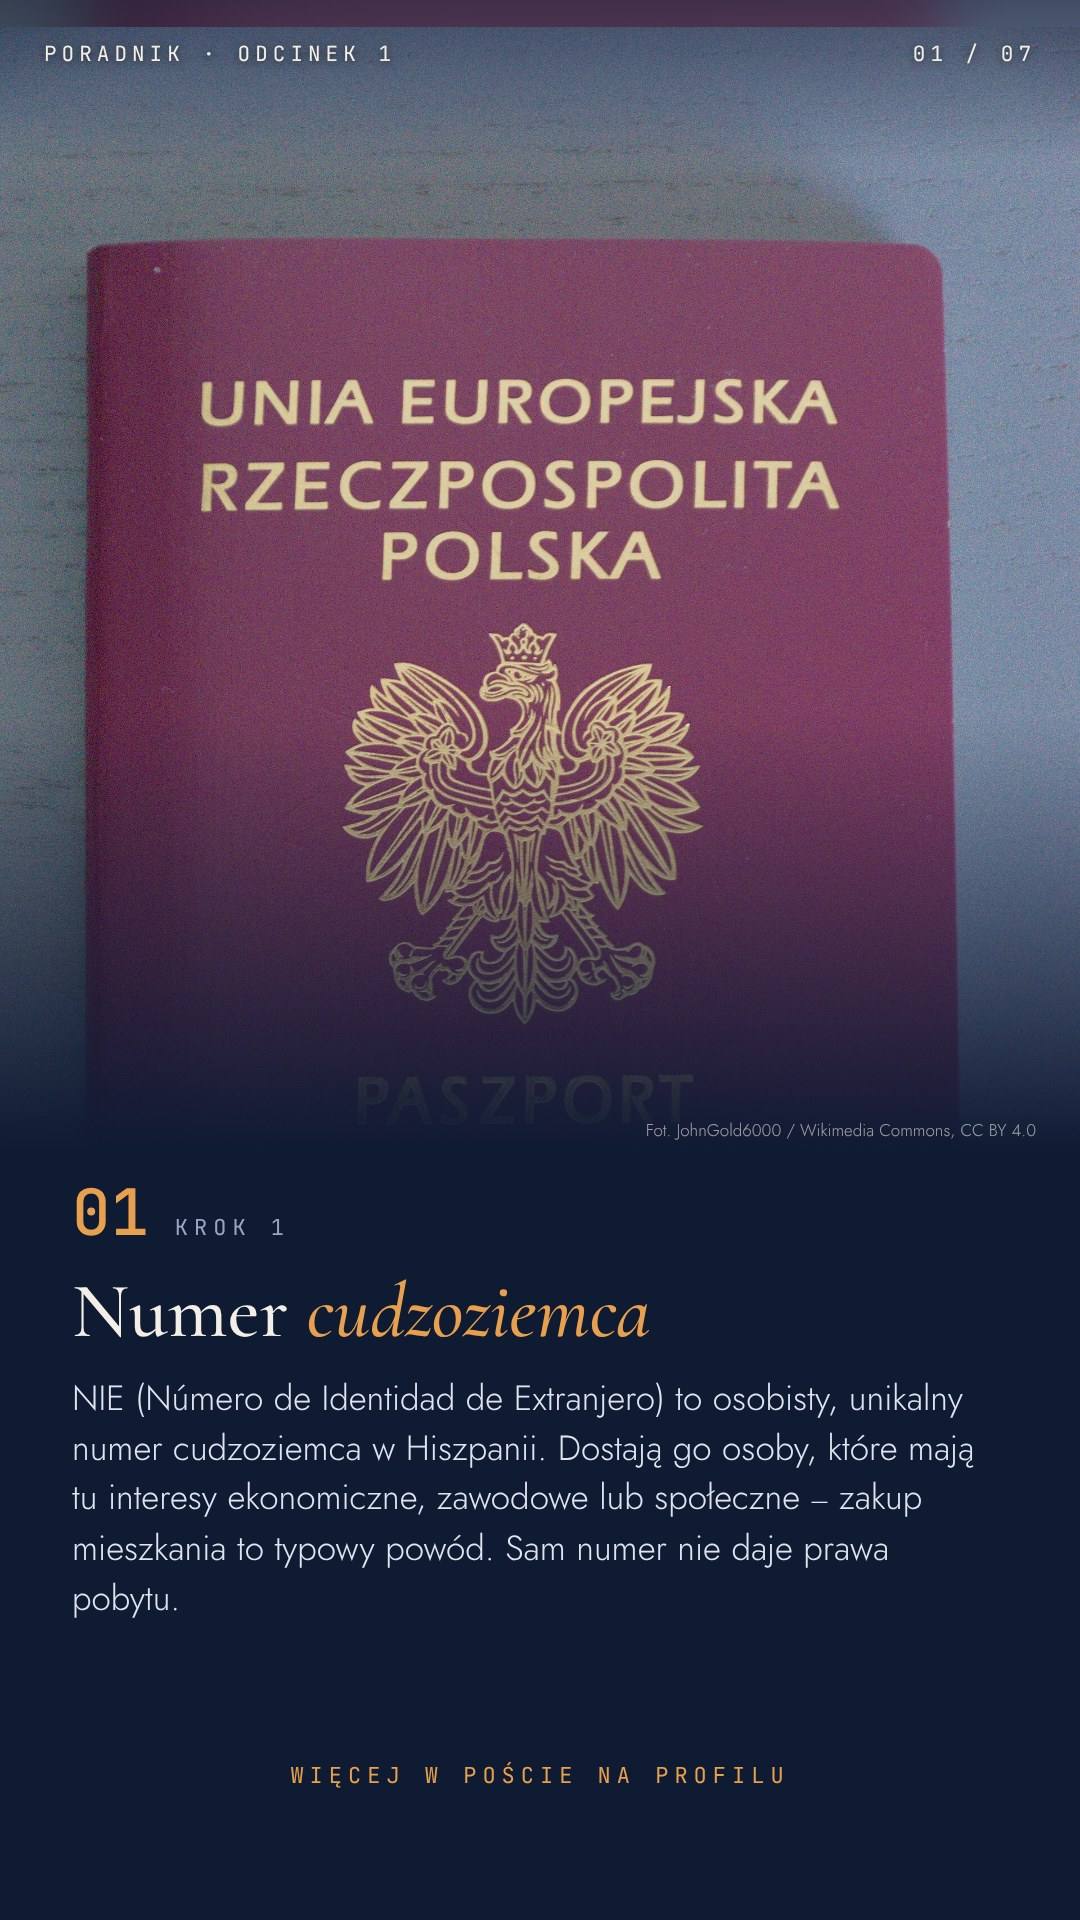 PORADNIK · ODCINEK 1
01 / 07
UNIA EUROPEJSKA
RZECZPOSPOLITA
POLSKA
PASZPORT
Fot. JohnGold6000 / Wikimedia Commons, CC BY 4.0
01 KROK 1
Numer cudzoziemca
NIE (Número de Identidad de Extranjero) to osobisty, unikalny
numer cudzoziemca w Hiszpanii. Dostają go osoby, które mają
tu interesy ekonomiczne, zawodowe lub społeczne – zakup
mieszkania to typowy powód. Sam numer nie daje prawa
pobytu.
WIĘCEJ W POŚCIE NA PROFILU